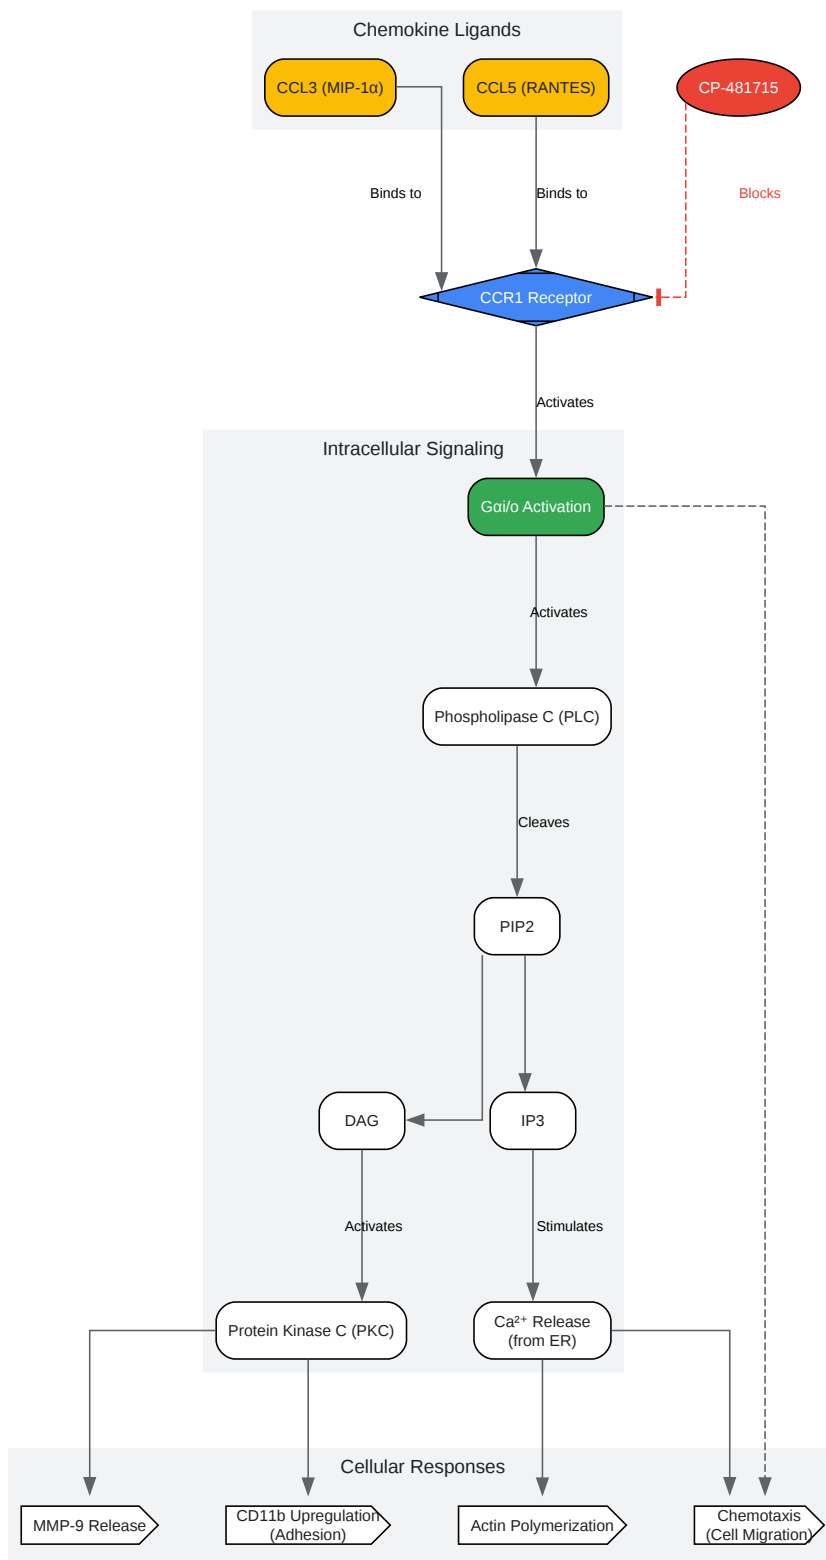 Chemokine Ligands
CCL3 (MIP-1α)
CCL5 (RANTES)
CP-481715
Binds to
Binds to
Blocks
CCR1 Receptor
Activates
Intracellular Signaling
Gαi/o Activation
Activates
Phospholipase C (PLC)
Cleaves
PIP2
DAG
IP3
Activates
Stimulates
Protein Kinase C (PKC)
Ca²⁺ Release
(from ER)
Cellular Responses
MMP-9 Release
CD11b Upregulation
(Adhesion)
Actin Polymerization
Chemotaxis
(Cell Migration)